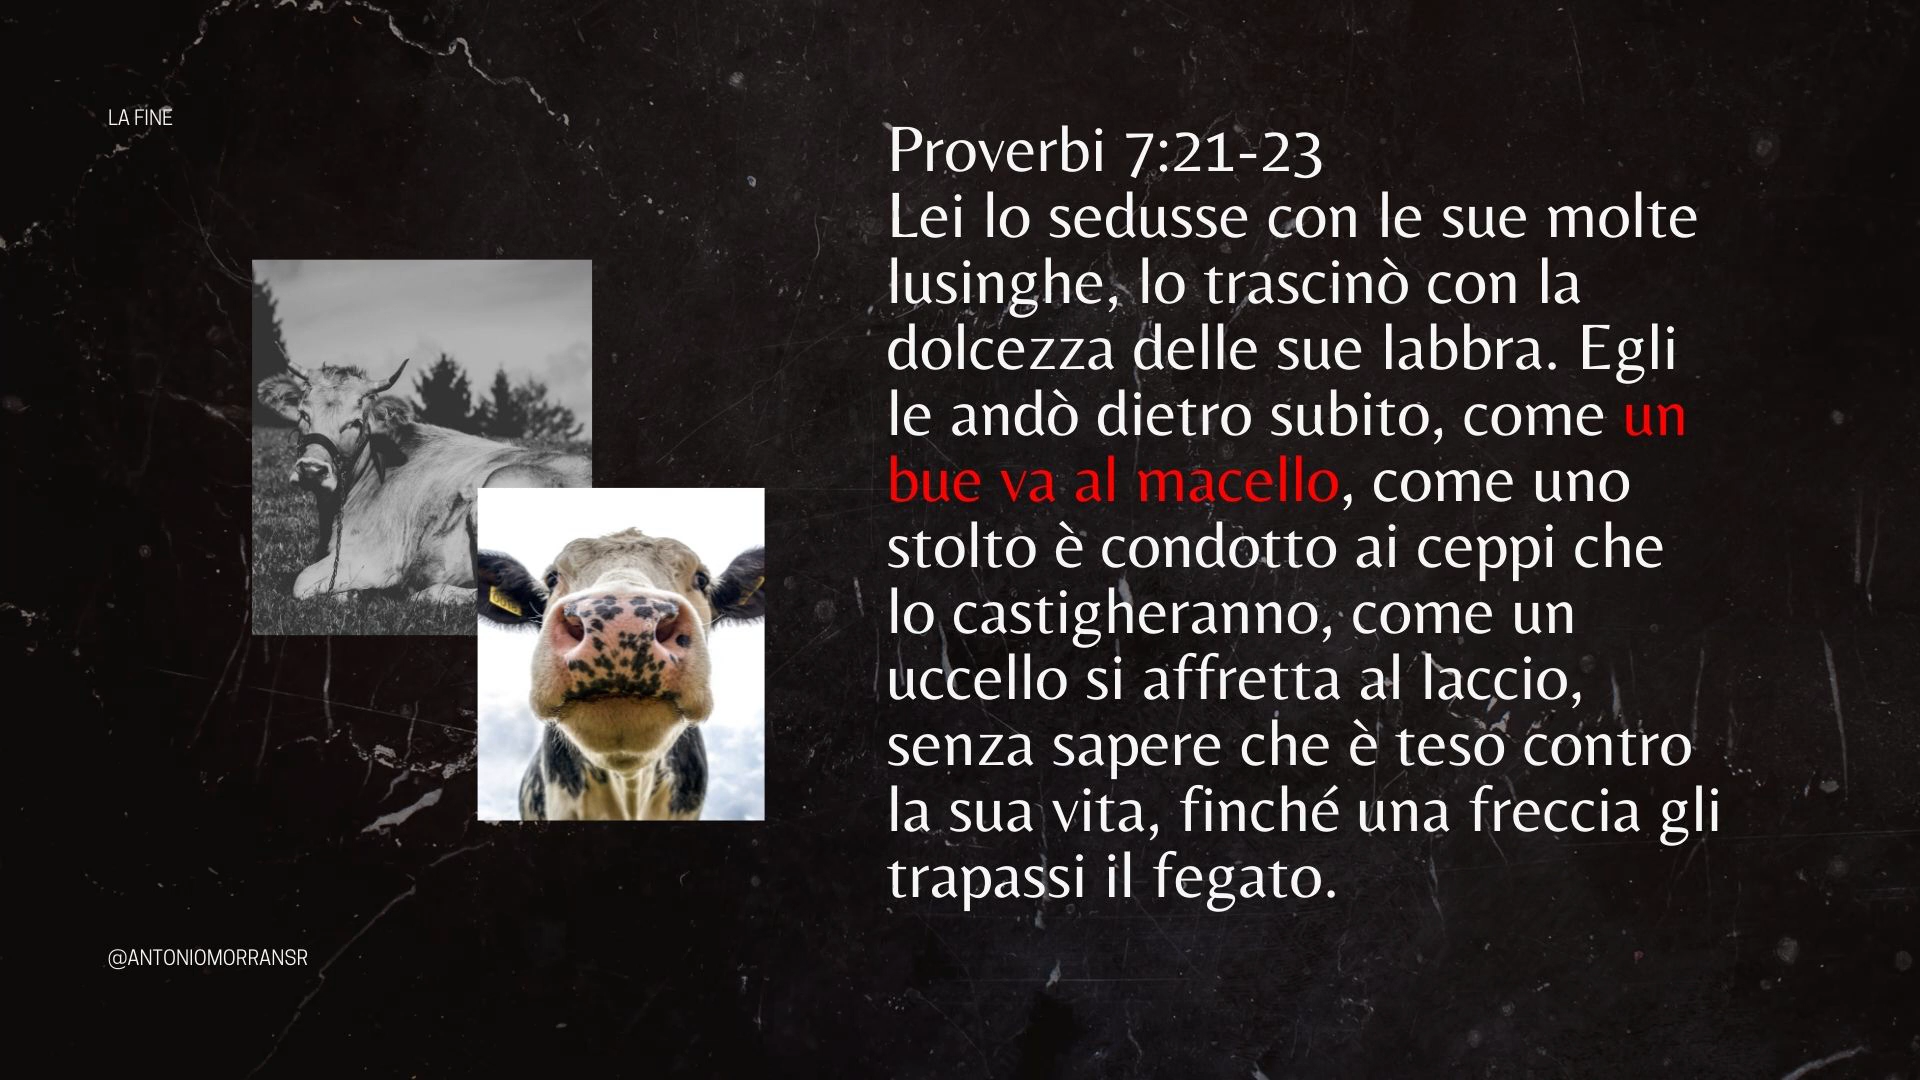 LA FINE
Proverbi 7:21-23
Lei lo sedusse con le sue molte
lusinghe, lo trascinò con la
dolcezza delle sue labbra. Egli
le andò dietro subito, come un
bue va al macello, come uno
stolto è condotto ai ceppi che
lo castigheranno, come un
uccello si affretta al laccio,
senza sapere che è teso contro
la sua vita, finché una freccia gli
trapassi il fegato.
@ANTONIOMORRANSR